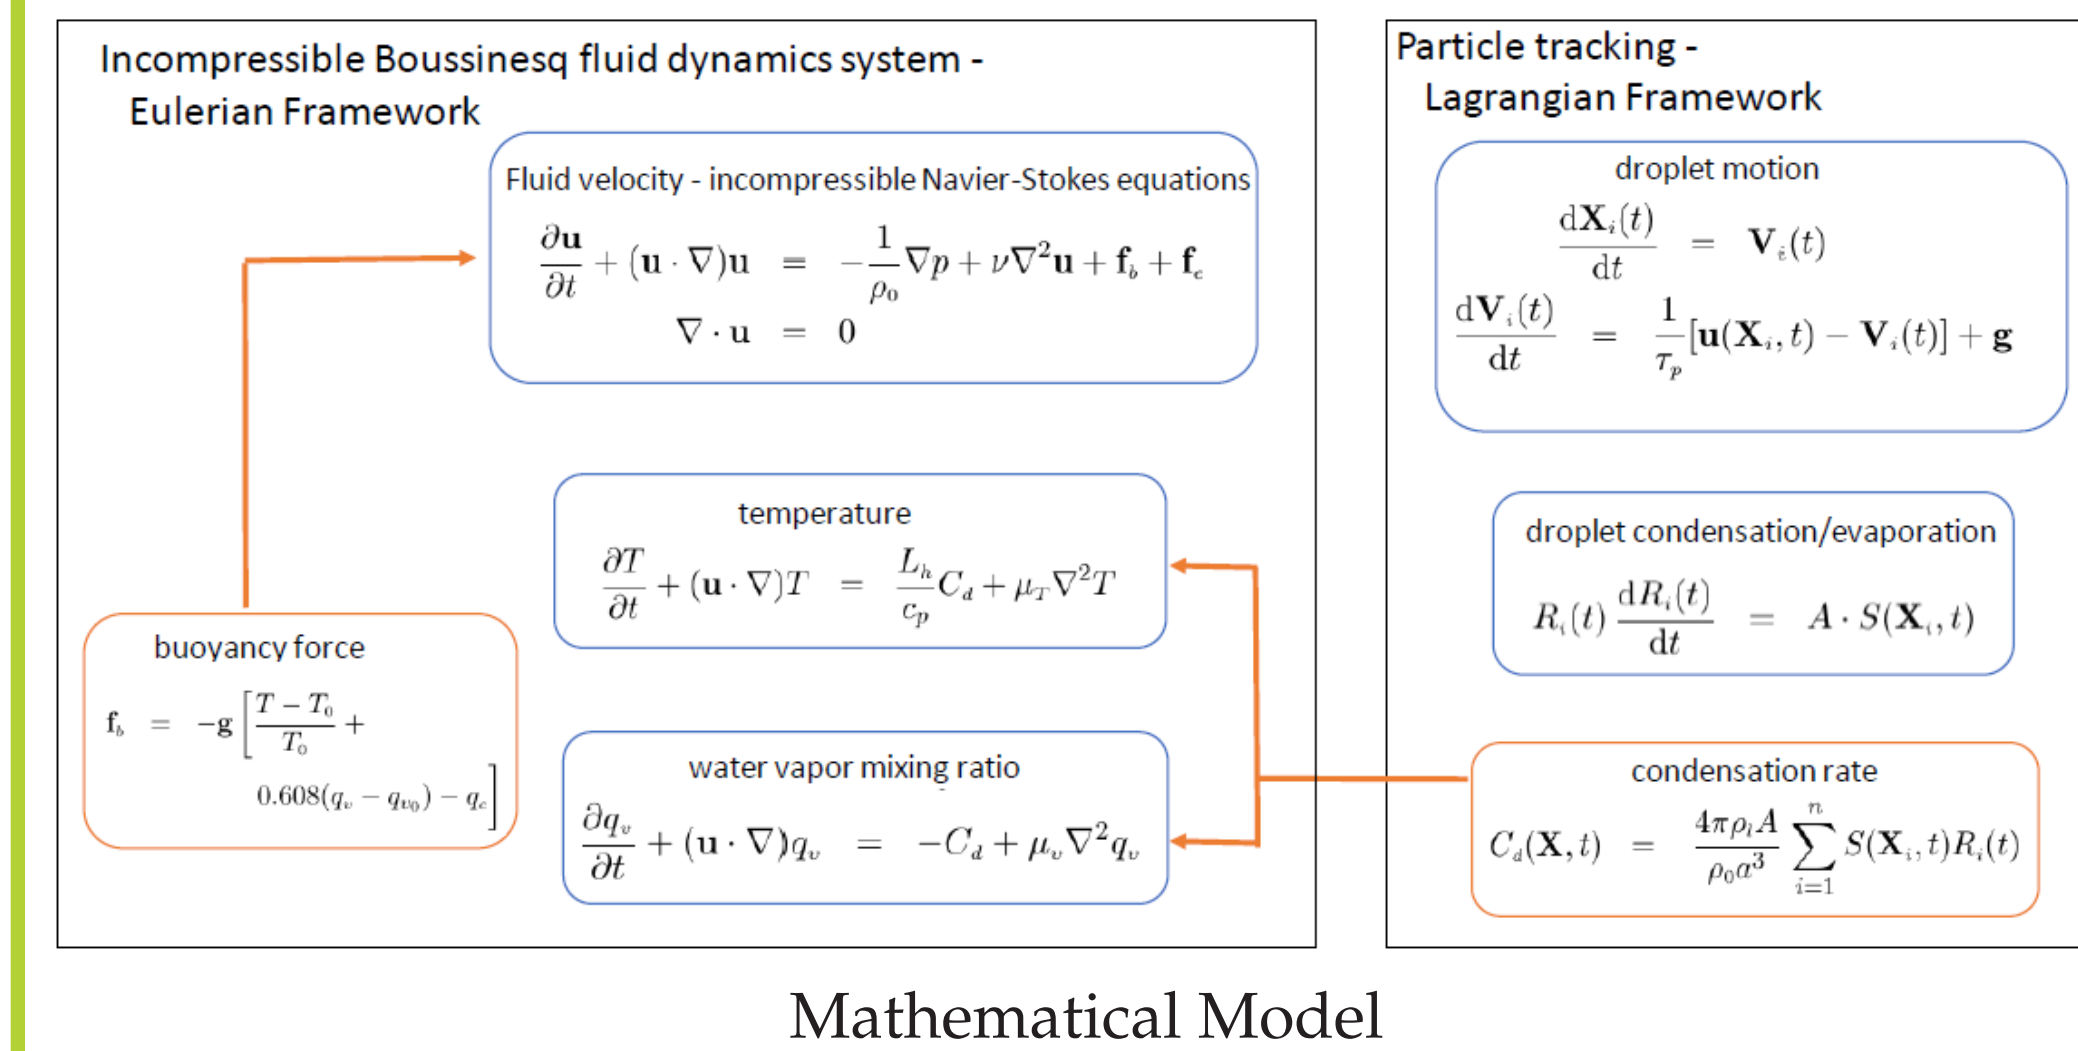 Incompressible Boussinesq fluid dynamics system -
Eulerian Framework
Fluid velocity - incompressible Navier-Stokes equations
∂𝐮/∂t + (𝐮 · ∇)𝐮 = −(1/ρ₀)∇p + ν∇²𝐮 + 𝐟_b + 𝐟_e
∇ · 𝐮 = 0
temperature
∂T/∂t + (𝐮 · ∇)T = (L_h/c_p) C_d + μ_T∇²T
buoyancy force
𝐟_b = −𝐠[(T − T₀)/T₀ +
0.608(q_v − q_v₀) − q_c]
water vapor mixing ratio
∂q_v/∂t + (𝐮 · ∇)q_v = −C_d + μ_v∇²q_v
Particle tracking -
Lagrangian Framework
droplet motion
d𝐗_i(t)/dt = 𝐕_i(t)
d𝐕_i(t)/dt = (1/τ_p)[𝐮(𝐗_i, t) − 𝐕_i(t)] + 𝐠
droplet condensation/evaporation
R_i(t) dR_i(t)/dt = A · S(𝐗_i, t)
condensation rate
C_d(𝐗, t) = (4πρ_l A)/(ρ₀a³) ∑_{i=1}^{n} S(𝐗_i, t)R_i(t)
Mathematical Model